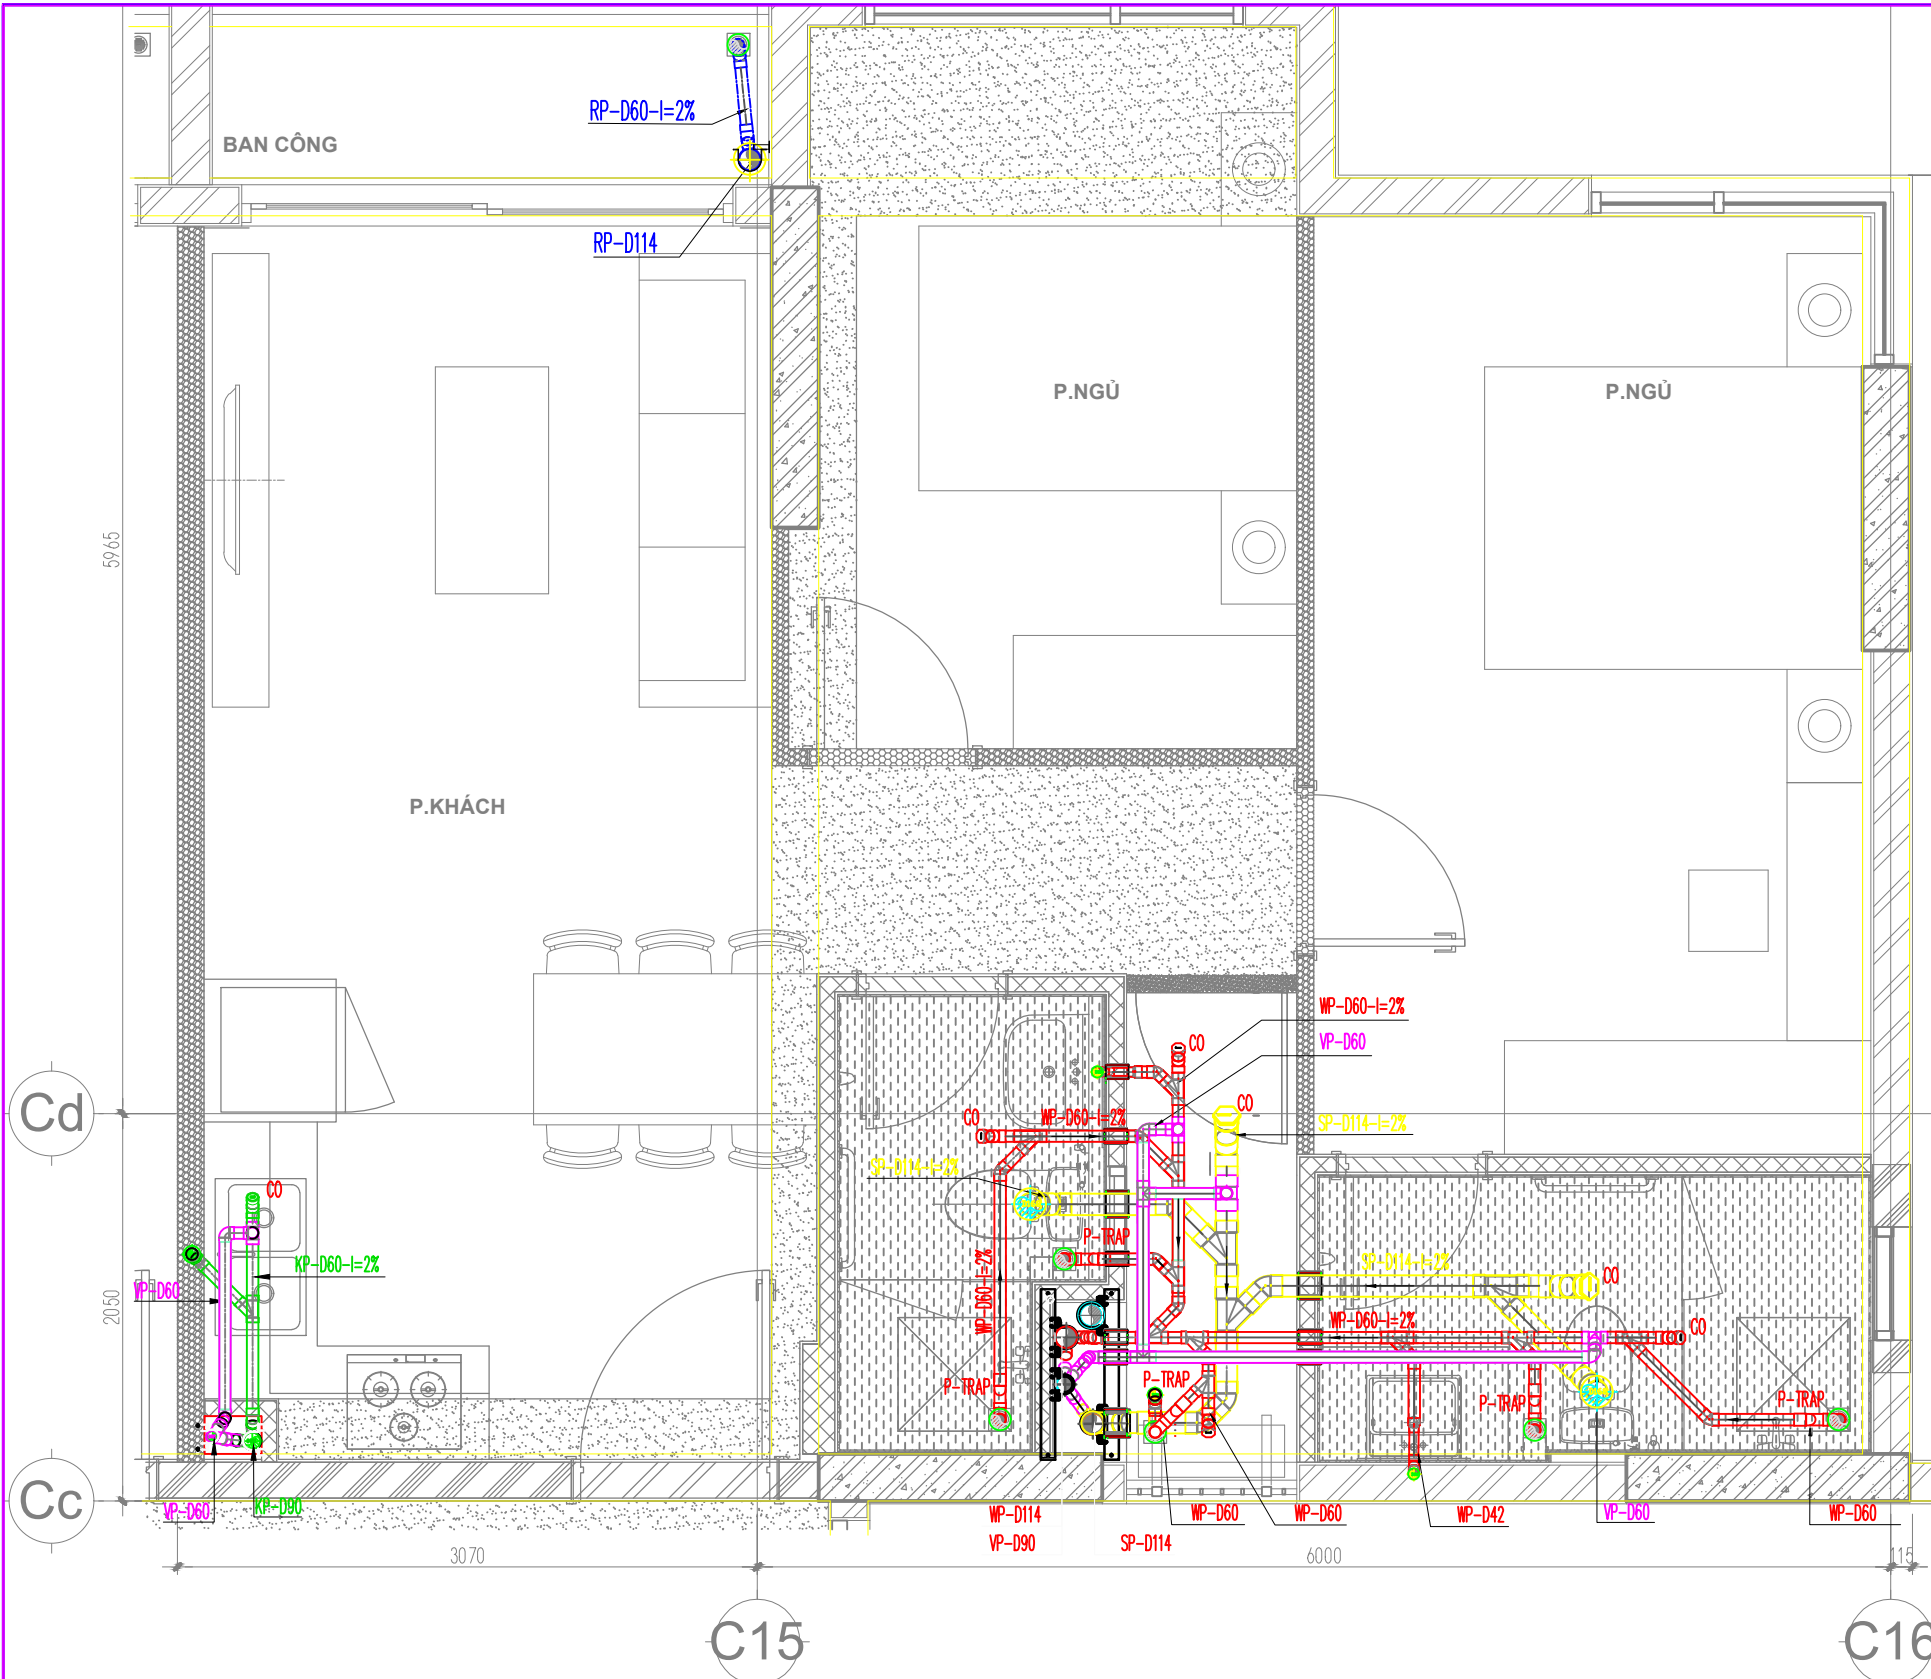 RP-D60-I=2%
BAN CÔNG
RP-D114
P.NGỦ
P.NGỦ
5965
P.KHÁCH
WP-D60-I=2%
CO
VP-D60
Cd
CO
WP-D60-I=2%
CO
SP-D114-I=2%
SP-D114-I=2%
CO
P-TRAP
KP-D60-I=2%
SP-D114-I=2%
CO
VP-D60
WP-D60-I=2%
2050
WP-D60-I=2%
CO
P-TRAP
P-TRAP
P-TRAP
P-TRAP
Cc
VP-D60
KP-D90
WP-D114
WP-D60
WP-D60
WP-D42
VP-D60
WP-D60
VP-D90
SP-D114
3070
6000
115
C15
C16